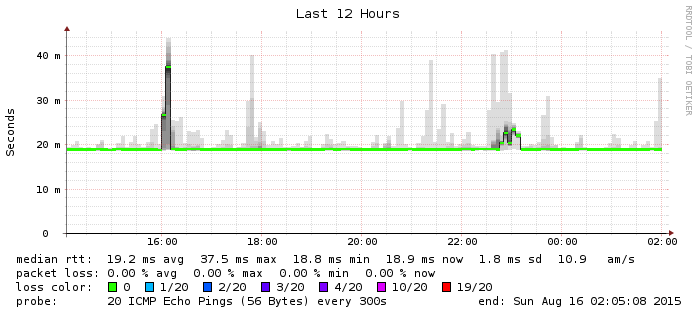 Last 12 Hours
RRDTOOL / TOBI OETIKER
Seconds
40 m
30 m
20 m
10 m
0
16:00 18:00 20:00 22:00 00:00 02:00
median rtt: 19.2 ms avg 37.5 ms max 18.8 ms min 18.9 ms now 1.8 ms sd 10.9 am/s
packet loss: 0.00 % avg 0.00 % max 0.00 % min 0.00 % now
loss color: 0 1/20 2/20 3/20 4/20 10/20 19/20
probe: 20 ICMP Echo Pings (56 Bytes) every 300s end: Sun Aug 16 02:05:08 2015